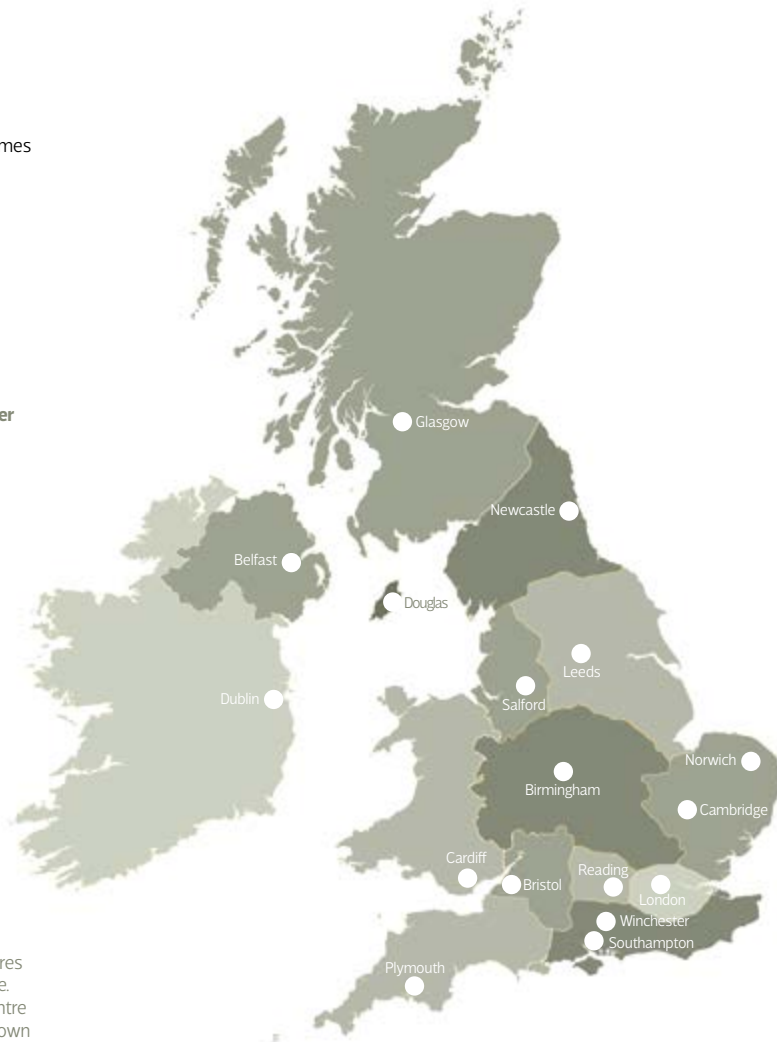 mes
er
Glasgow
Newcastle
Belfast
Douglas
Leeds
Dublin
Salford
Norwich
Birmingham
Cambridge
Cardiff
Reading
Bristol
London
Winchester
Southampton
res
Plymouth
e.
ntre
own